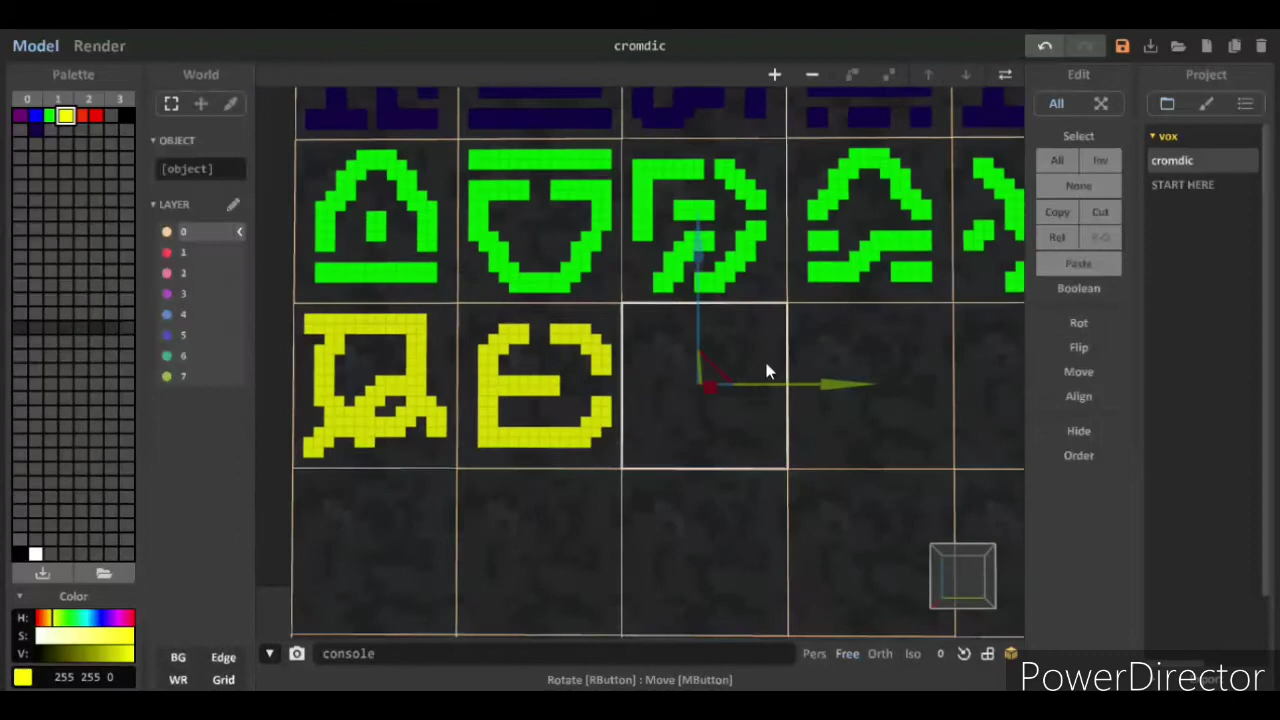 Model Render cromdic
Palette World Edit Project
0 1 2 3
All
OBJECT
[object]
Select
All Inv
None
Copy Cut
LAYER
0
1
2
3
4
5
6
7
Paste
Boolean
Rot
Flip
Move
Align
Hide
Order
vox
cromdic
START HERE
Color
H:
S:
V:
255 255 0
BG Edge
WR Grid
console
Pers Free Orth Iso 0
Rotate [RButton] : Move [MButton]
PowerDirector